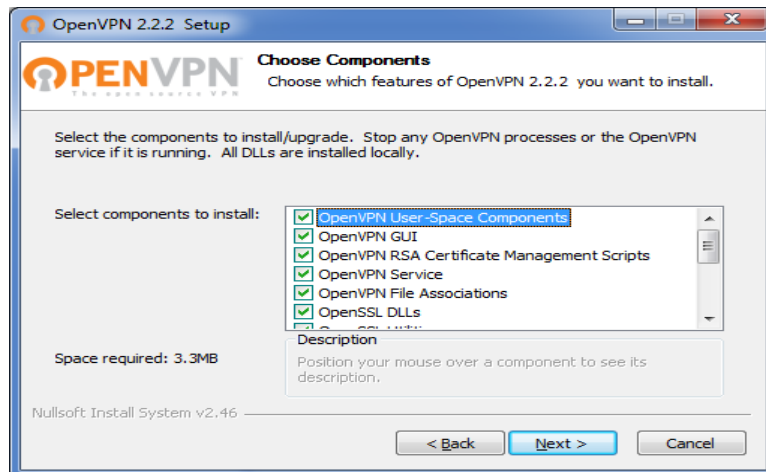 OpenVPN 2.2.2 Setup
OPENVPN
The open source VPN
Choose Components
Choose which features of OpenVPN 2.2.2 you want to install.
Select the components to install/upgrade. Stop any OpenVPN processes or the OpenVPN
service if it is running. All DLLs are installed locally.
Select components to install:
OpenVPN User-Space Components
OpenVPN GUI
OpenVPN RSA Certificate Management Scripts
OpenVPN Service
OpenVPN File Associations
OpenSSL DLLs
Description
Space required: 3.3MB
Position your mouse over a component to see its
description.
Nullsoft Install System v2.46
< Back
Next >
Cancel